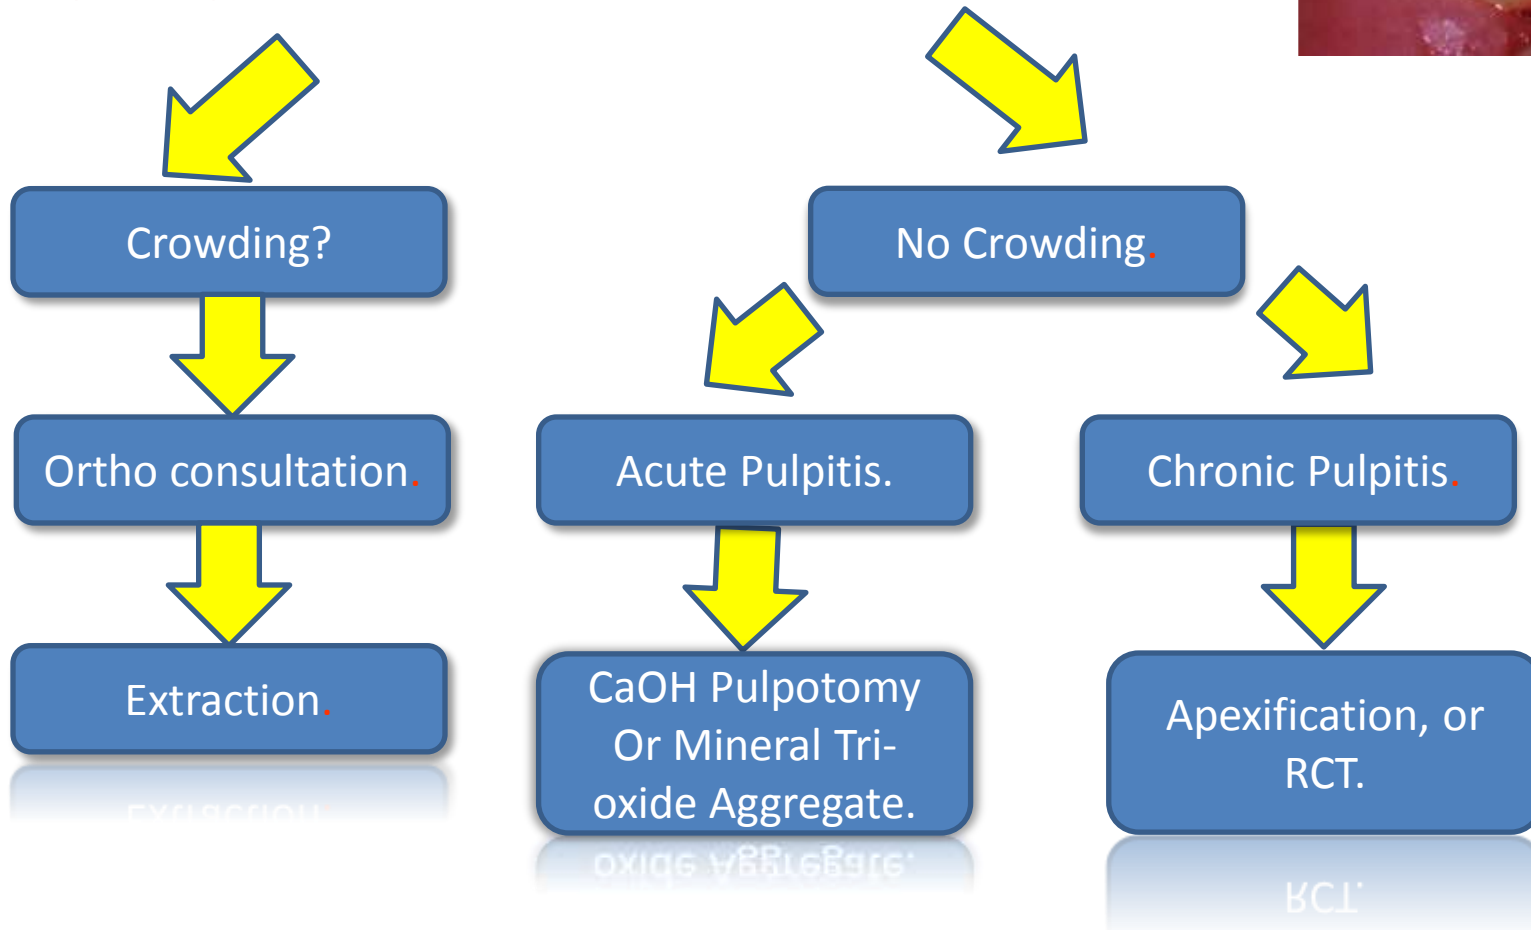 Crowding?
No Crowding.
Ortho consultation.
Acute Pulpitis.
Chronic Pulpitis.
Extraction.
CaOH Pulpotomy
Or Mineral Tri-
oxide Aggregate.
Apexification, or
RCT.